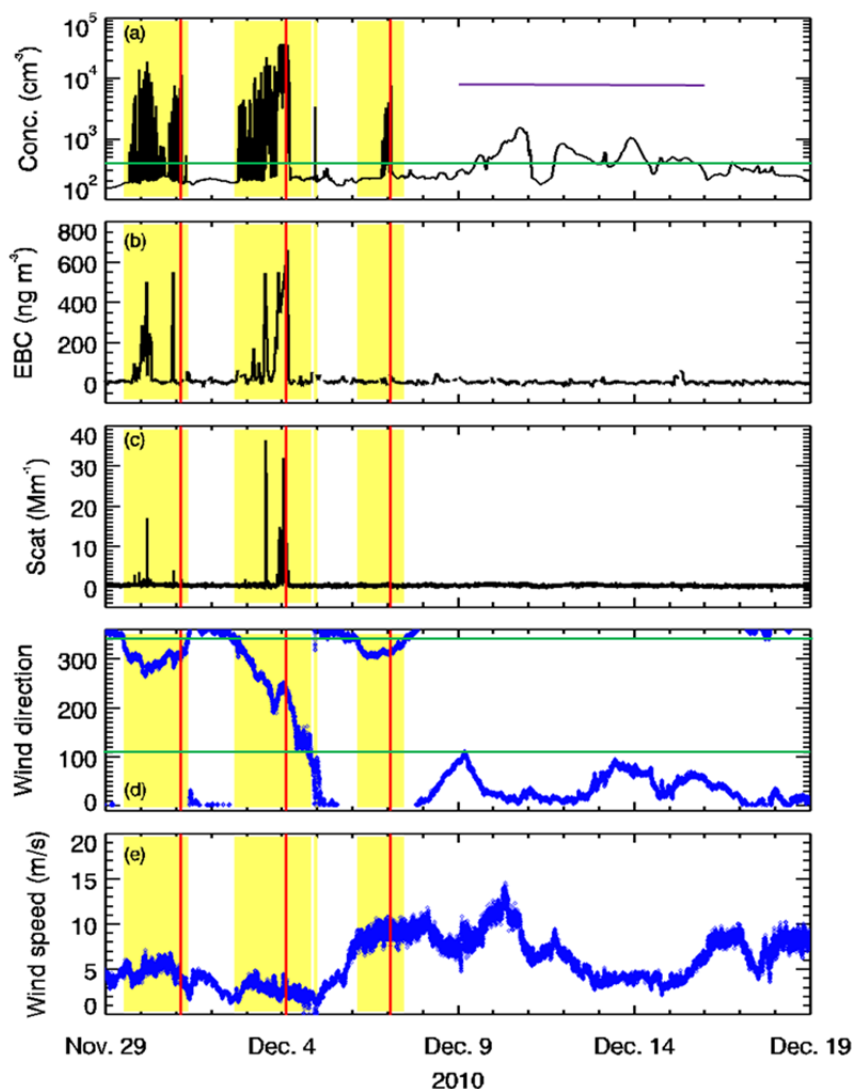 (a)
Conc. (cm⁻³)
10⁵
10⁴
10³
10²
(b)
EBC (ng m⁻³)
800
600
400
200
0
(c)
Scat (Mm⁻¹)
40
30
20
10
0
(d)
Wind direction
300
200
100
0
(e)
Wind speed (m/s)
20
15
10
5
0
Nov. 29 Dec. 4 Dec. 9 Dec. 14 Dec. 19
2010